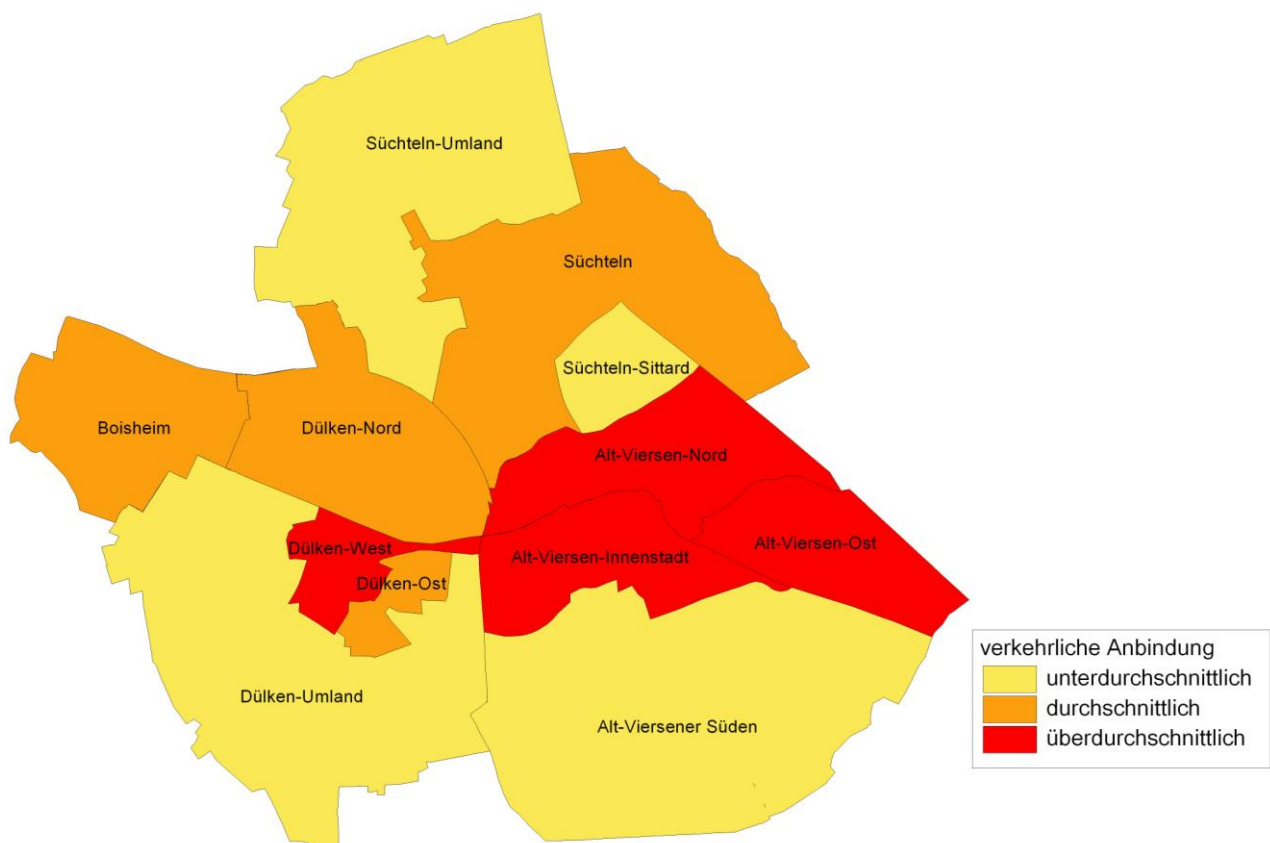 Süchteln-Umland
Süchteln
Süchteln-Sittard
Boisheim
Dülken-Nord
Alt-Viersen-Nord
Dülken-West
Alt-Viersen-Innenstadt
Alt-Viersen-Ost
Dülken-Ost
Dülken-Umland
Alt-Viersener Süden
verkehrliche Anbindung
unterdurchschnittlich
durchschnittlich
überdurchschnittlich